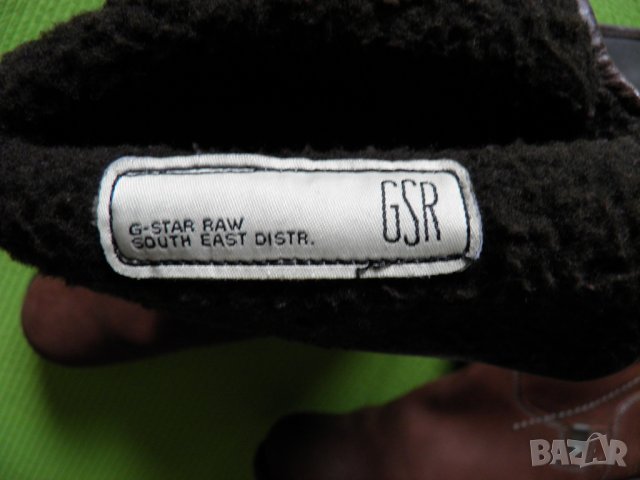 G-STAR RAW
SOUTH EAST DISTR.
GSR
BAZAR